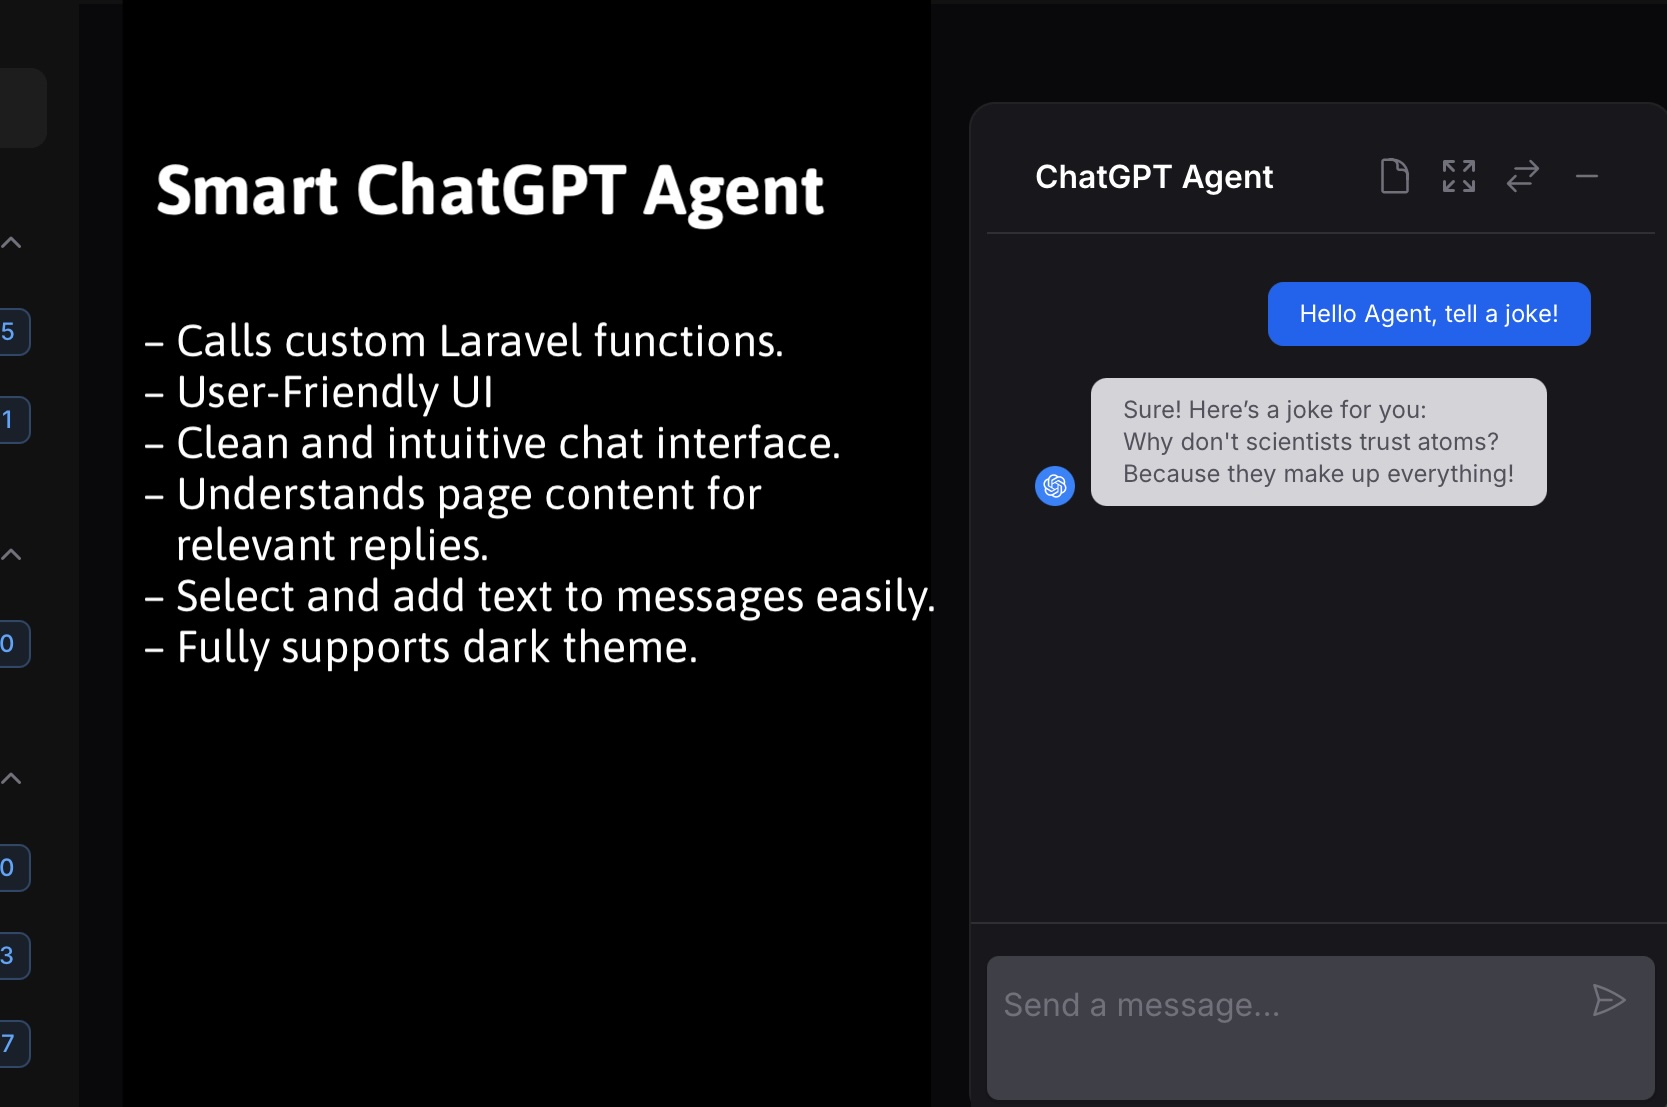 5
1
0
0
3
7
Smart ChatGPT Agent
– Calls custom Laravel functions.
– User-Friendly UI
– Clean and intuitive chat interface.
– Understands page content for
relevant replies.
– Select and add text to messages easily.
– Fully supports dark theme.
ChatGPT Agent
Hello Agent, tell a joke!
Sure! Here’s a joke for you:
Why don't scientists trust atoms?
Because they make up everything!
Send a message...